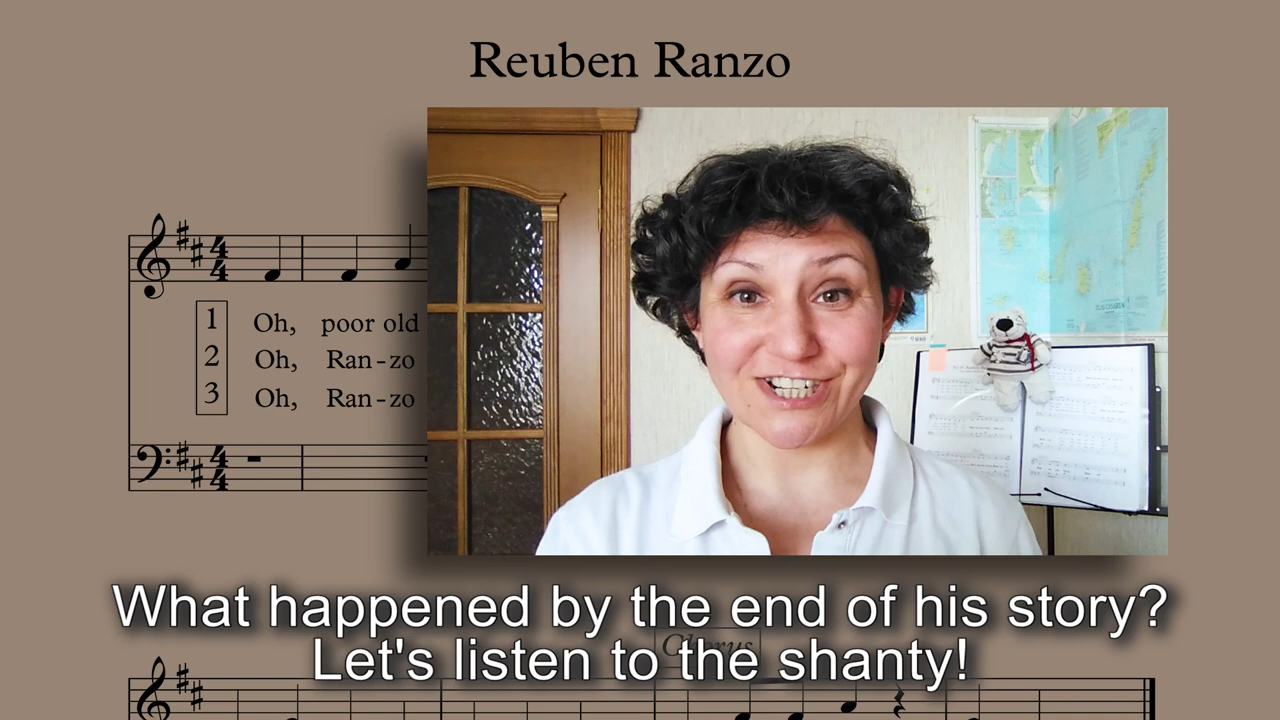 Reuben Ranzo
1 Oh, poor old
2 Oh, Ran-zo
3 Oh, Ran-zo
What happened by the end of his story?
Chorus
Let's listen to the shanty!